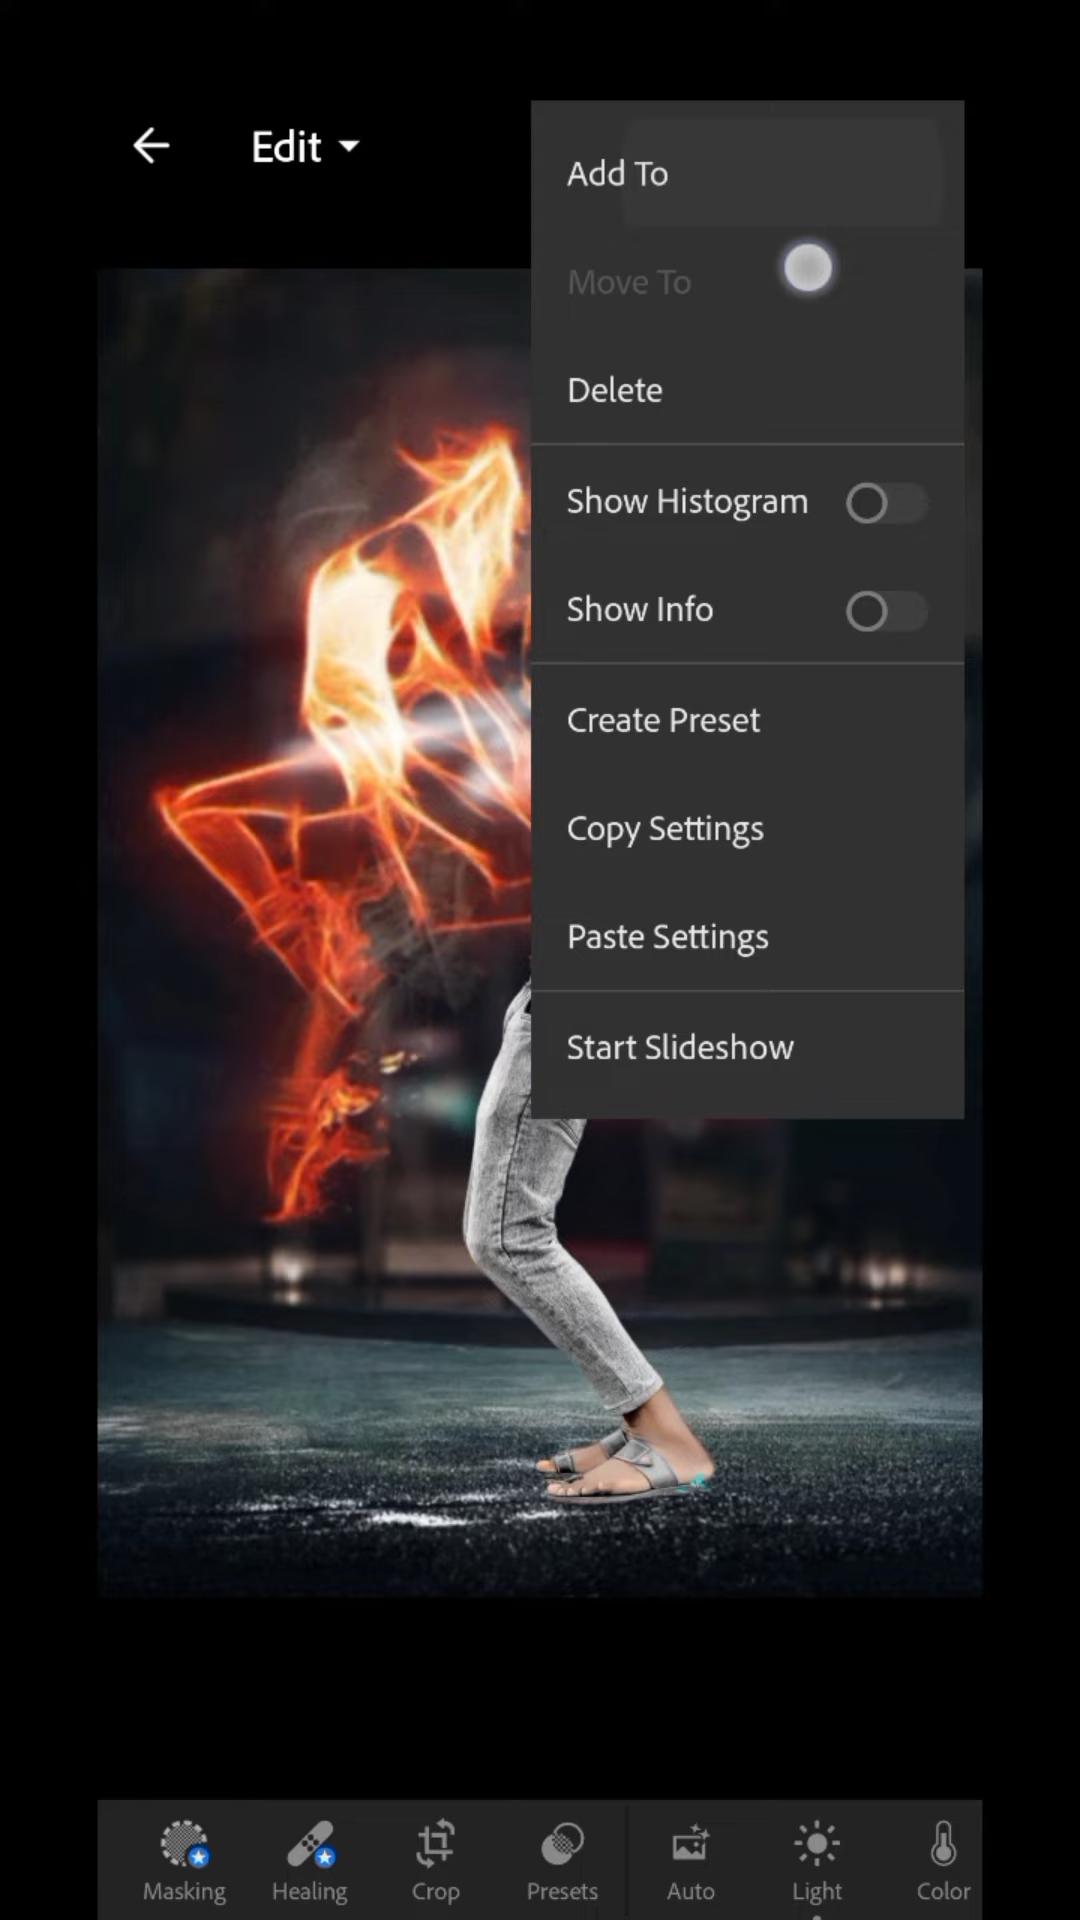 Edit
Add To
Move To
Delete
Show Histogram
Show Info
Create Preset
Copy Settings
Paste Settings
Start Slideshow
Masking
Healing
Crop
Presets
Auto
Light
Color